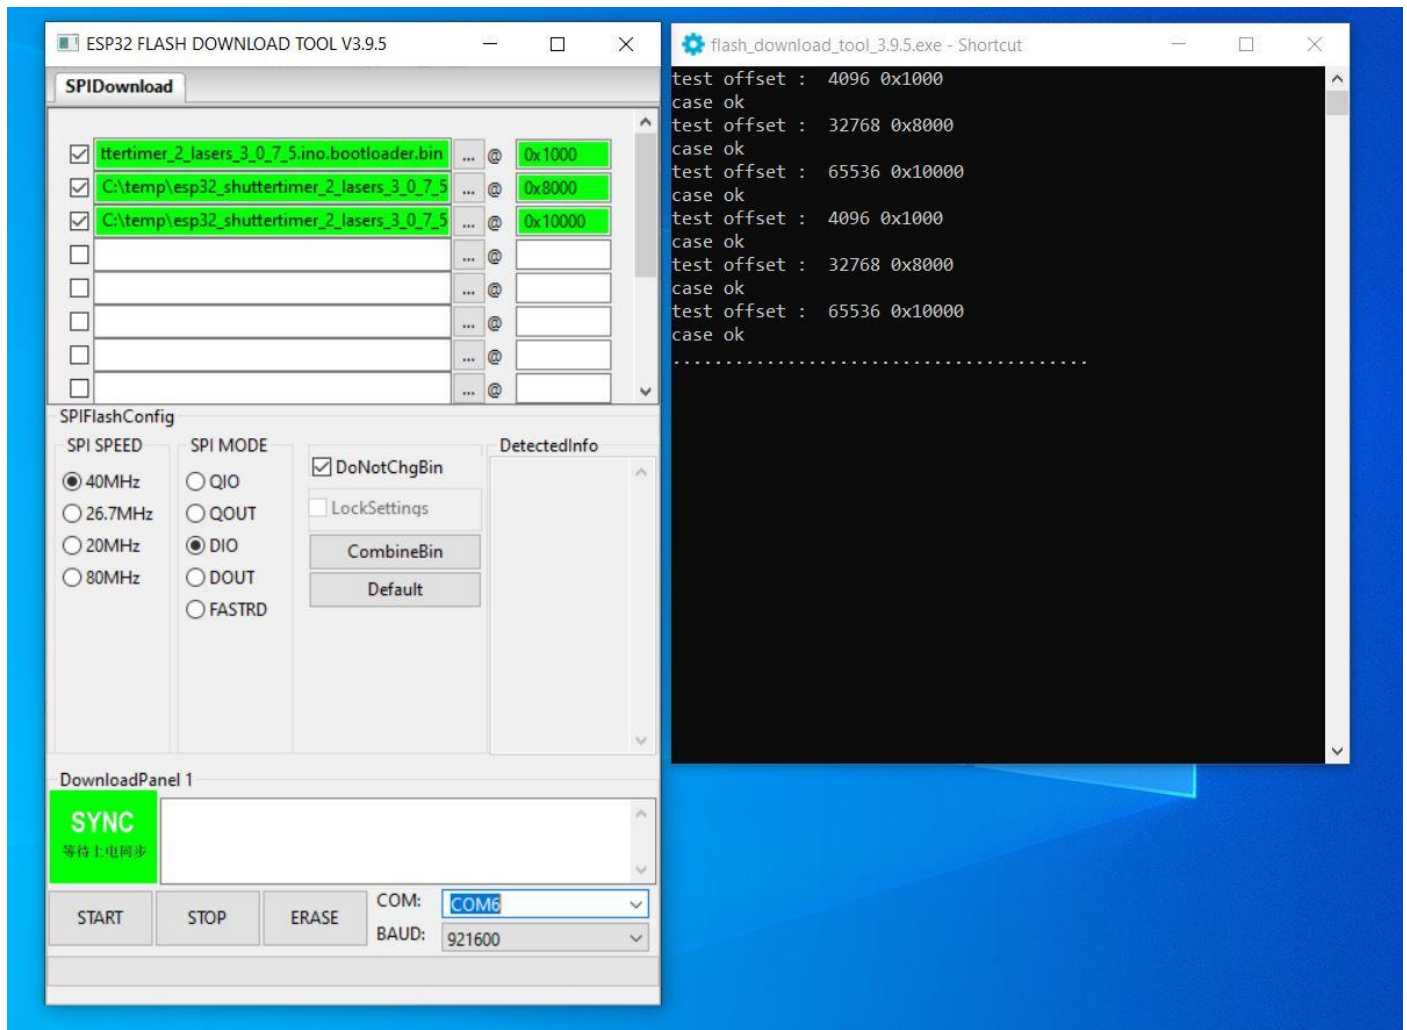 ESP32 FLASH DOWNLOAD TOOL V3.9.5
SPIDownload
ttertimer_2_lasers_3_0_7_5.ino.bootloader.bin ... @ 0x1000
C:\temp\esp32_shuttertimer_2_lasers_3_0_7_5 ... @ 0x8000
C:\temp\esp32_shuttertimer_2_lasers_3_0_7_5 ... @ 0x10000
... @
... @
... @
... @
... @
SPIFlashConfig
SPI SPEED
40MHz
26.7MHz
20MHz
80MHz
SPI MODE
QIO
QOUT
DIO
DOUT
FASTRD
DoNotChgBin
LockSettings
CombineBin
Default
DetectedInfo
DownloadPanel 1
SYNC
等待上电同步
START STOP ERASE
COM: COM6
BAUD: 921600
flash_download_tool_3.9.5.exe - Shortcut
test offset :  4096 0x1000
case ok
test offset :  32768 0x8000
case ok
test offset :  65536 0x10000
case ok
test offset :  4096 0x1000
case ok
test offset :  32768 0x8000
case ok
test offset :  65536 0x10000
case ok
........................................